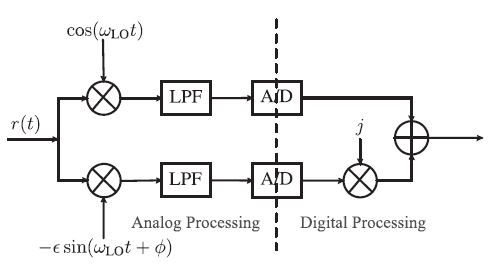 cos(ω_LO t)
LPF
A/D
r(t)
j
LPF
A/D
Analog Processing
Digital Processing
−ϵ sin(ω_LO t + ϕ)